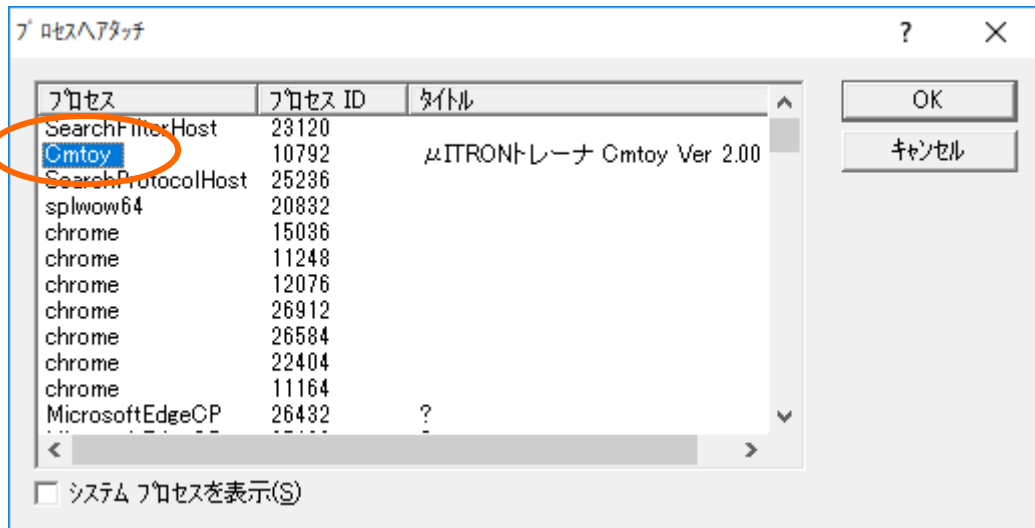 プロセスへアタッチ
?
プロセス プロセス ID タイトル
SearchFilterHost 23120
Cmtoy 10792 μITRONトレーナ Cmtoy Ver 2.00
SearchProtocolHost 25236
splwow64 20832
chrome 15036
chrome 11248
chrome 12076
chrome 26912
chrome 26584
chrome 22404
chrome 11164
MicrosoftEdgeCP 26432 ?
OK
キャンセル
システム プロセスを表示(S)